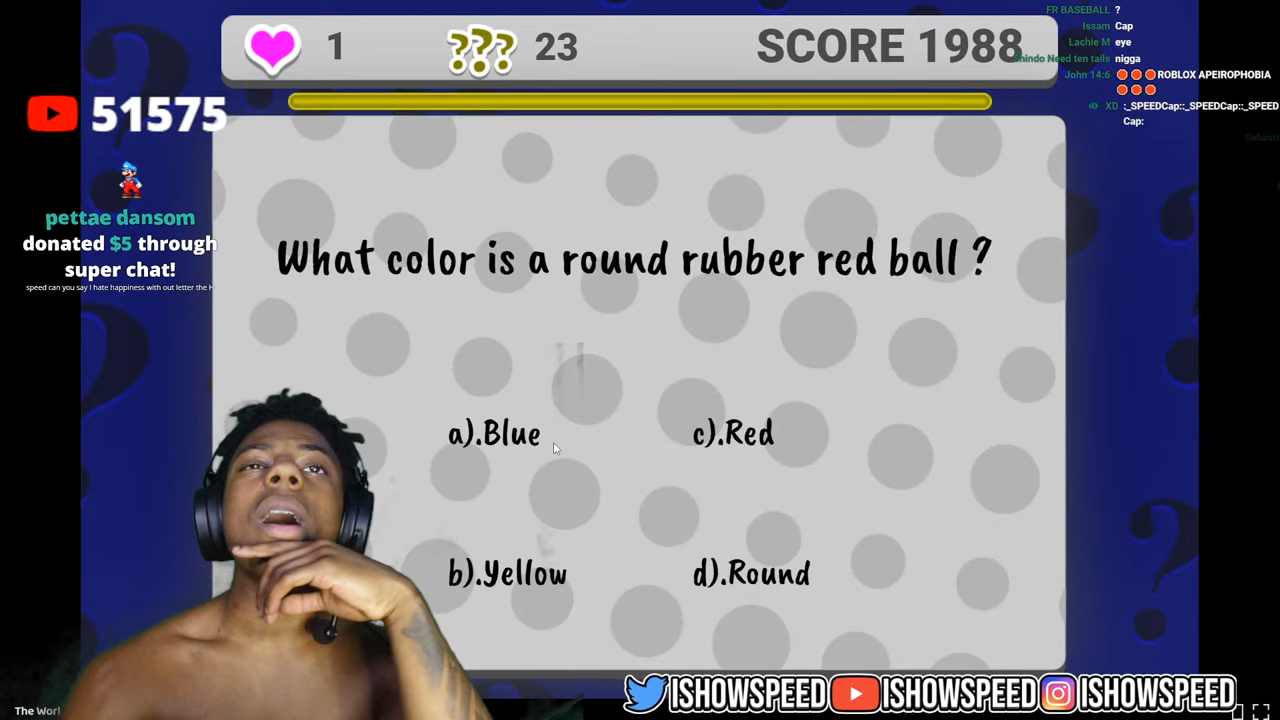 1
??? 23
SCORE 1988
51575
pettae dansom
donated $5 through
super chat!
speed can you say I hate happiness with out letter the H
FR BASEBALL ?
Issam Cap
Lachie M eye
Shindo Need ten tails nigga
John 14:6 ROBLOX APEIROPHOBIA
XD :_SPEEDCap::_SPEEDCap::_SPEED
Cap:
What color is a round rubber red ball ?
a).Blue
c).Red
b).Yellow
d).Round
ISHOWSPEED ISHOWSPEED ISHOWSPEED